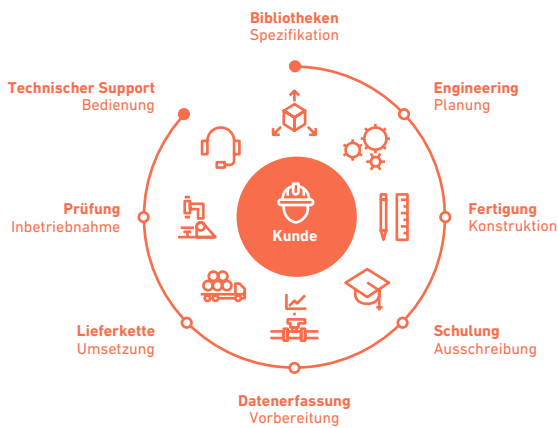 Bibliotheken
Spezifikation
Engineering
Planung
Fertigung
Konstruktion
Schulung
Ausschreibung
Datenerfassung
Vorbereitung
Lieferkette
Umsetzung
Prüfung
Inbetriebnahme
Technischer Support
Bedienung
Kunde